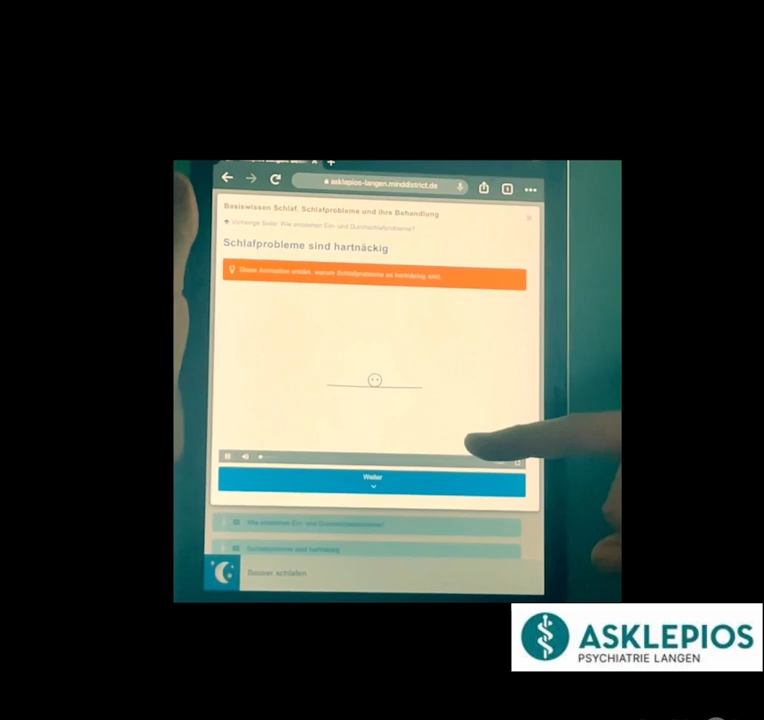 asklepios-langen.minddistrict.de
Basiswissen Schlaf, Schlafprobleme und ihre Behandlung
Vorherige Seite: Wie entstehen Ein- und Durchschlafprobleme?
Schlafprobleme sind hartnäckig
Diese Animation erklärt, warum Schlafprobleme so hartnäckig sind.
Weiter
Wie entstehen Ein- und Durchschlafprobleme?
Schlafprobleme sind hartnäckig
Besser schlafen
ASKLEPIOS
PSYCHIATRIE LANGEN